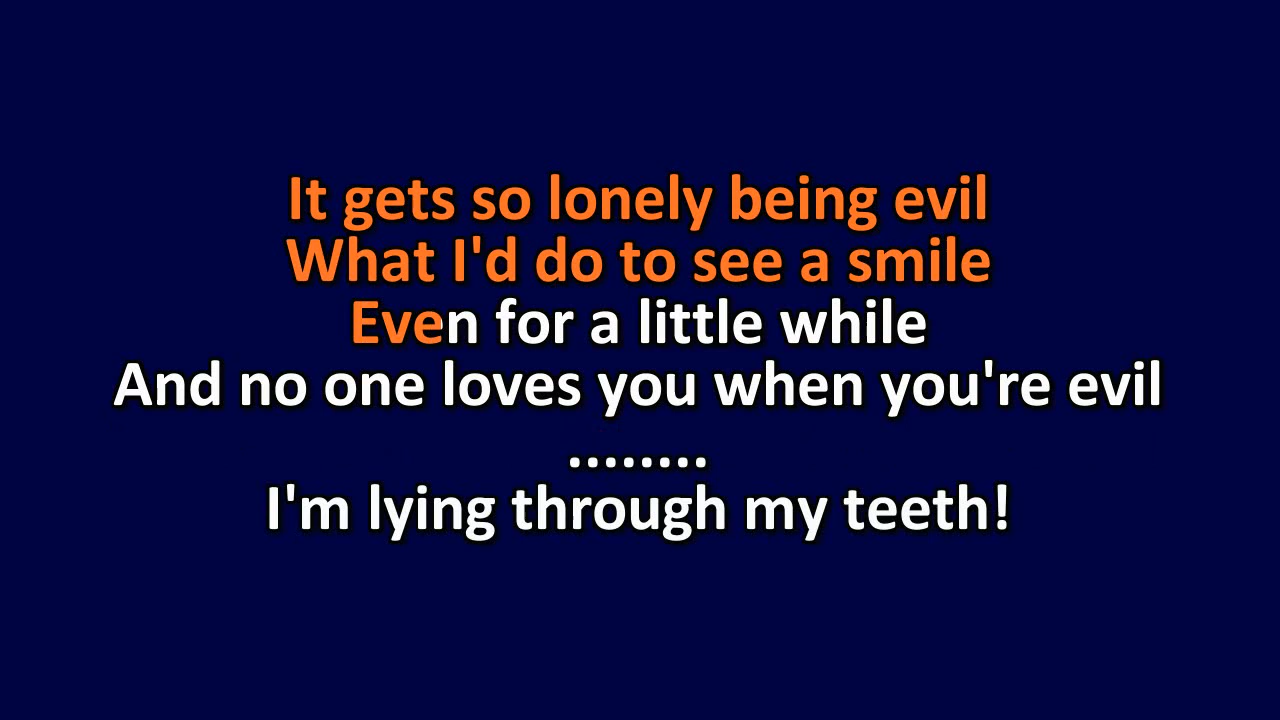 It gets so lonely being evil
What I'd do to see a smile
Even for a little while
And no one loves you when you're evil
........
I'm lying through my teeth!